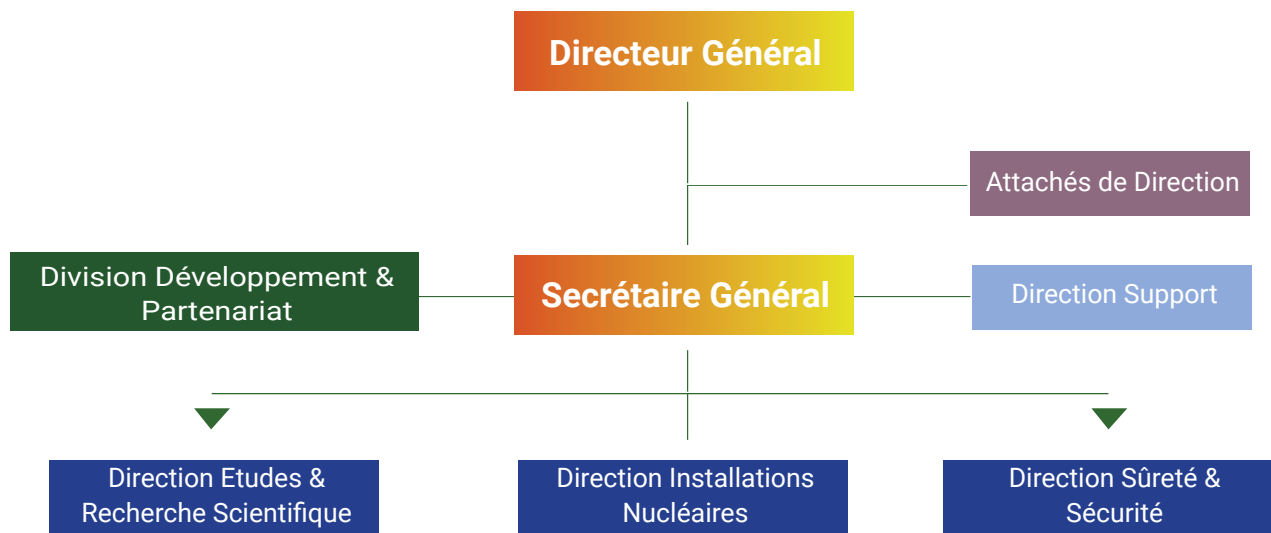 Directeur Général
Attachés de Direction
Division Développement &
Partenariat
Secrétaire Général
Direction Support
Direction Etudes &
Recherche Scientifique
Direction Installations
Nucléaires
Direction Sûreté &
Sécurité